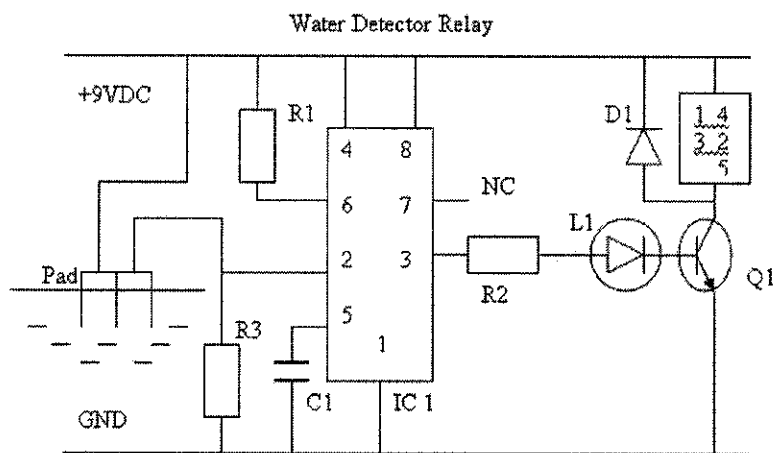 Water Detector Relay
+9VDC
R1
D1
1 4
3 2
5
4 8
6 7 NC
L1
Pad
2 3
R2
Q1
5
R3
1
C1
IC 1
GND